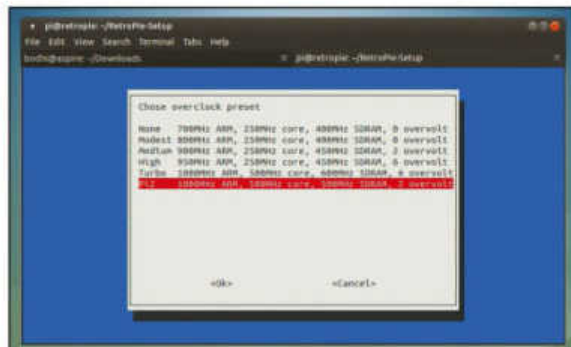 pi@retropie: ~/RetroPie-Setup
File Edit View Search Terminal Tabs Help
bodhi@aspire: ~/Downloads
pi@retropie: ~/RetroPie-Setup
Chose overclock preset
None 700MHz ARM, 250MHz core, 400MHz SDRAM, 0 overvolt
Modest 800MHz ARM, 250MHz core, 400MHz SDRAM, 0 overvolt
Medium 900MHz ARM, 250MHz core, 450MHz SDRAM, 2 overvolt
High 950MHz ARM, 250MHz core, 450MHz SDRAM, 6 overvolt
Turbo 1000MHz ARM, 500MHz core, 600MHz SDRAM, 6 overvolt
Pi2 1000MHz ARM, 500MHz core, 500MHz SDRAM, 2 overvolt
<Ok>
<Cancel>